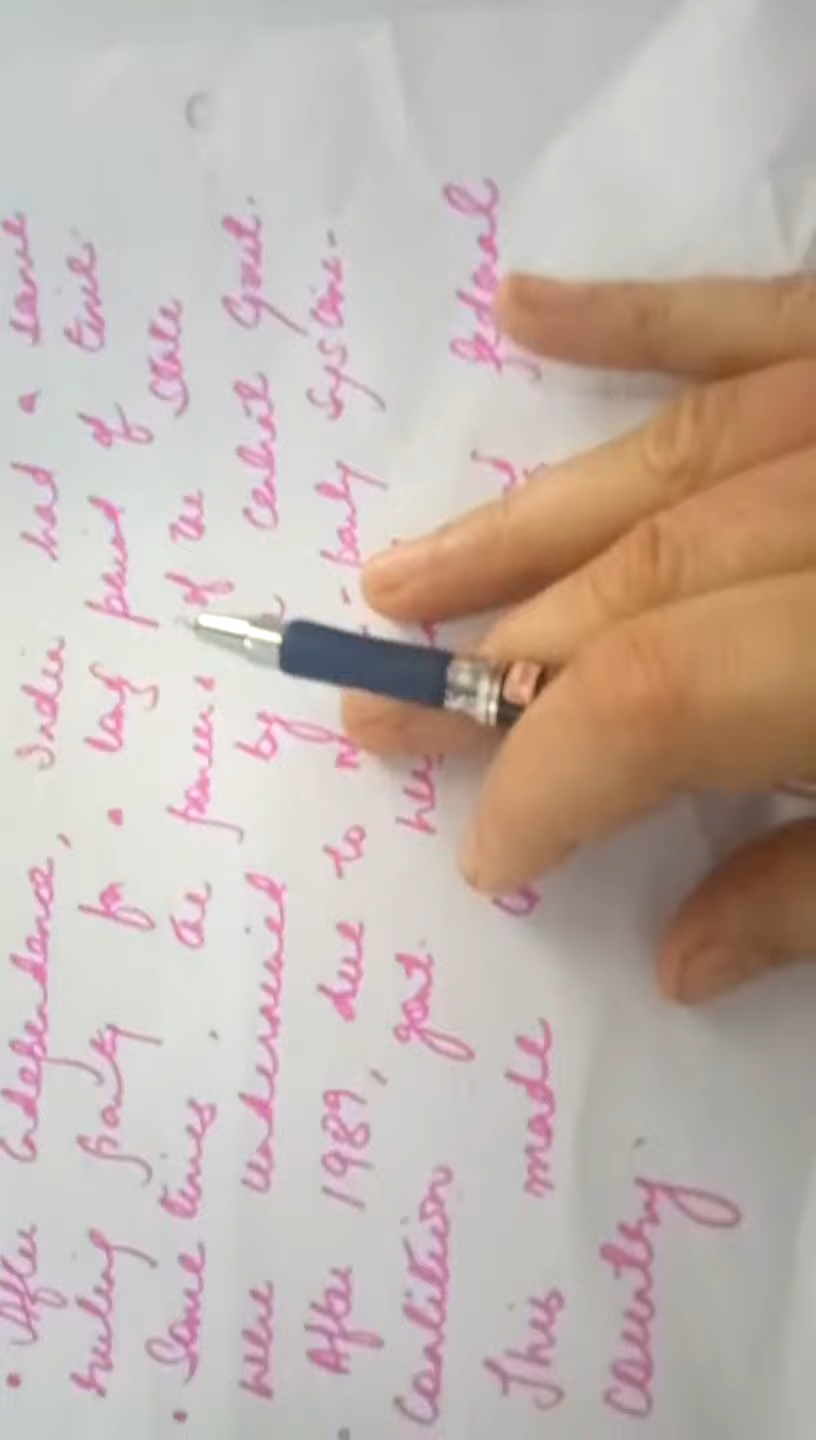 • After Independence, India had a same
ruling party for a long period of time.
• Some times, the powers of the state
were undermined by Central Govt.
• After 1989, due to - party system.
Coalition govt.
This made federal
country